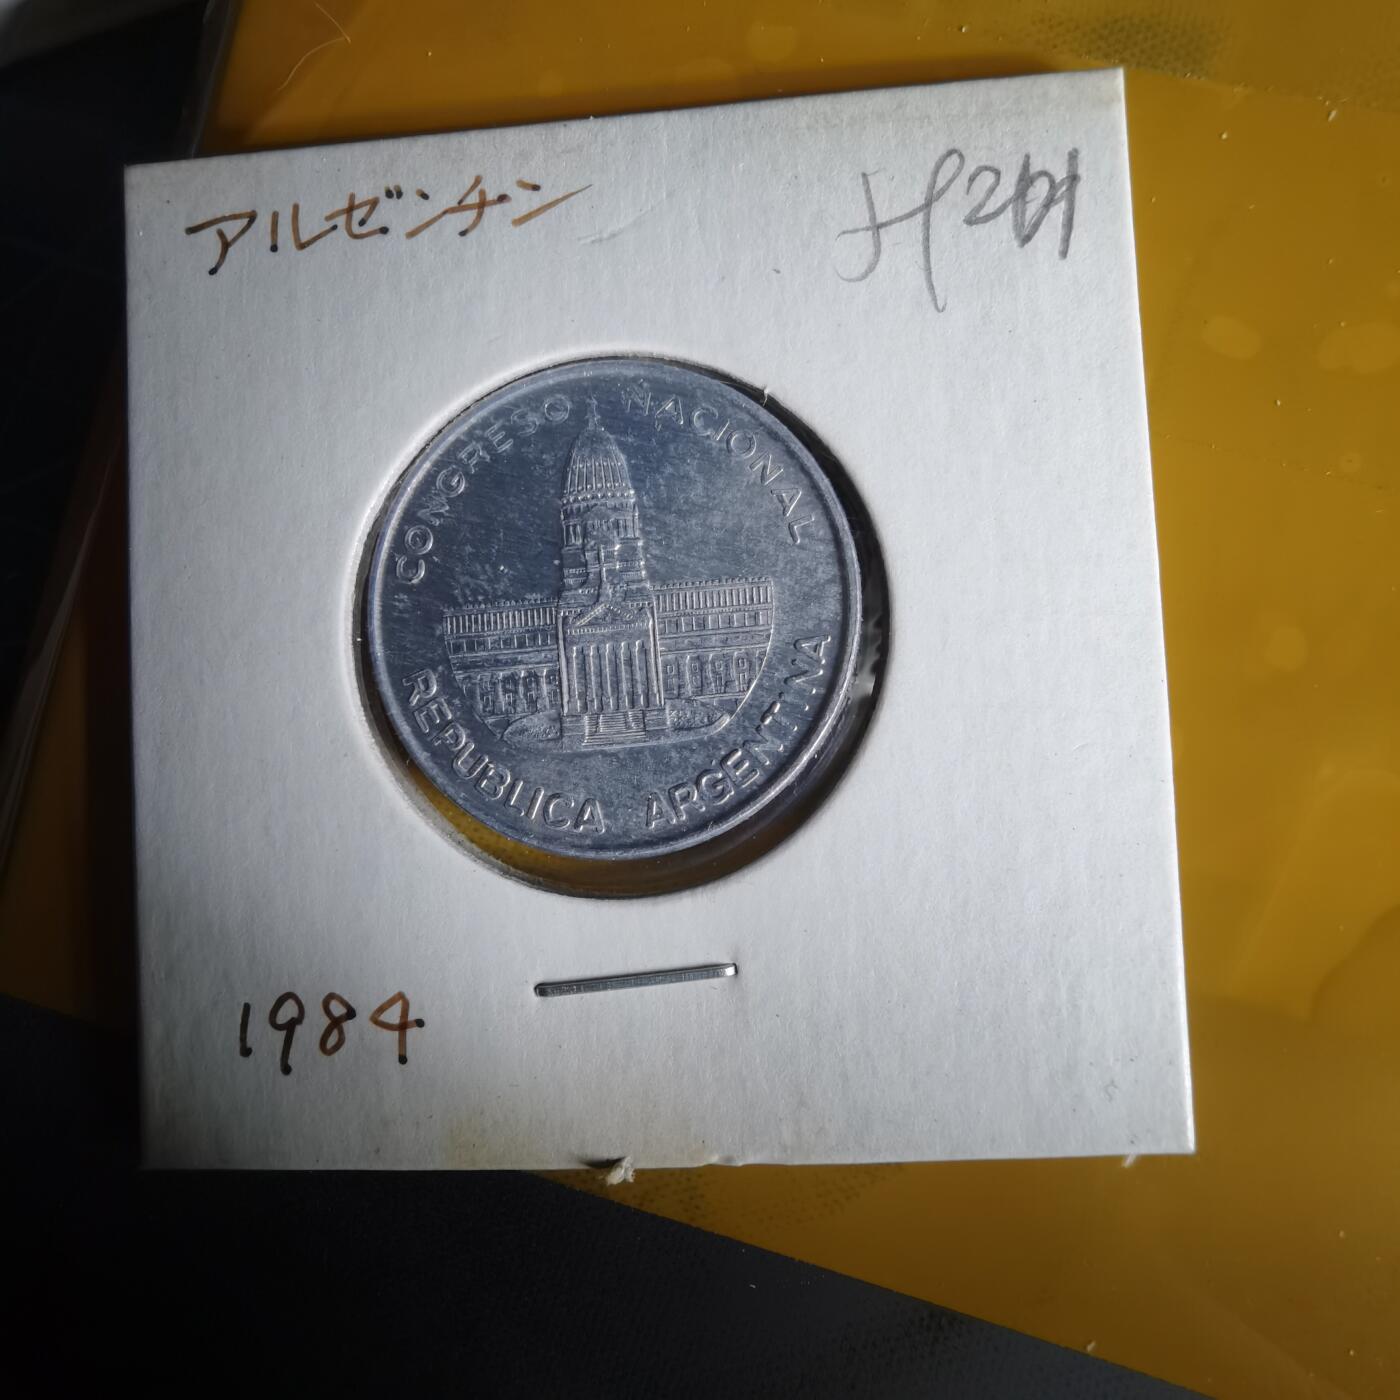 アルゼンチン
CONGRESO NACIONAL
REPUBLICA ARGENTINA
1984